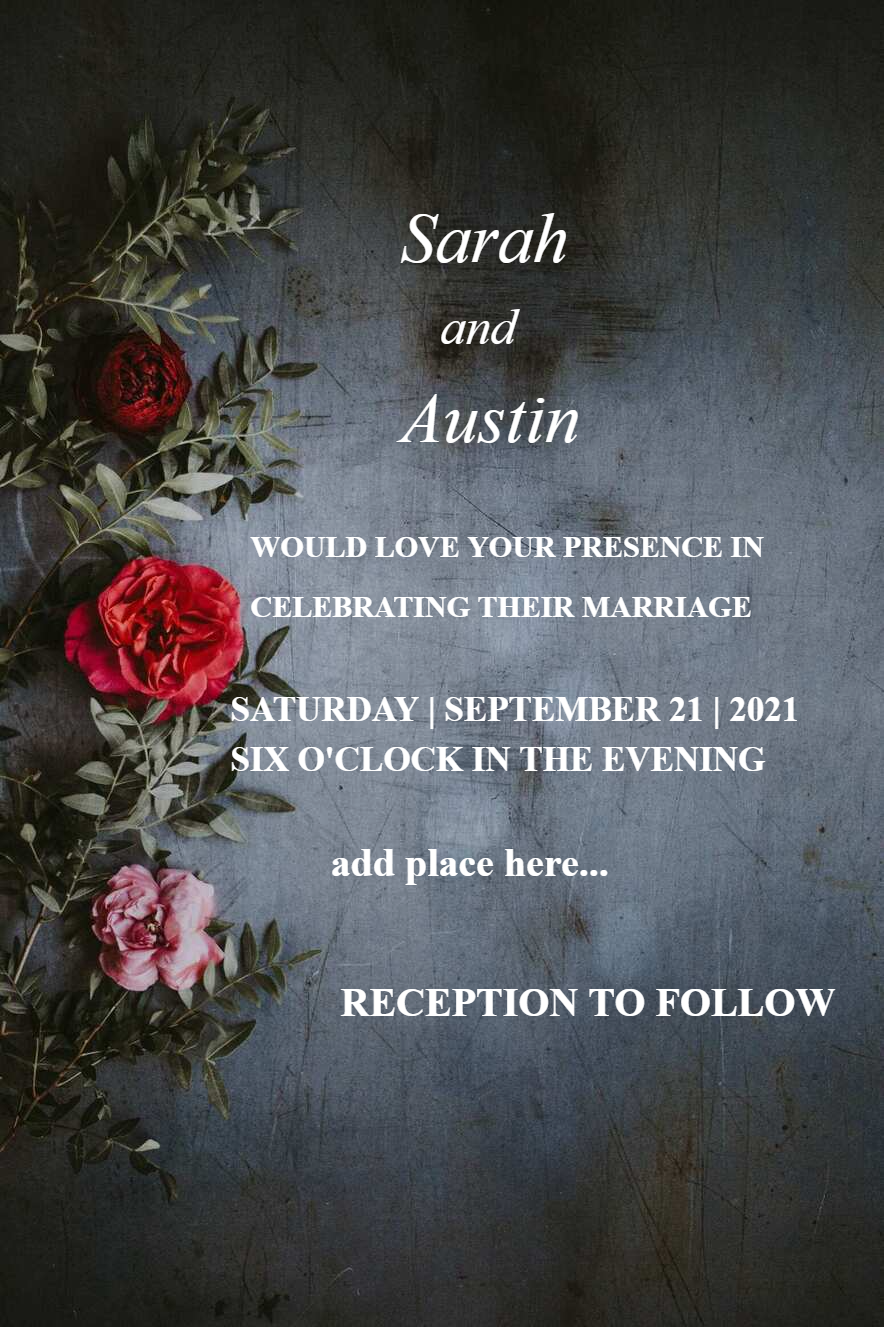 Sarah
and
Austin
WOULD LOVE YOUR PRESENCE IN
CELEBRATING THEIR MARRIAGE
SATURDAY | SEPTEMBER 21 | 2021
SIX O'CLOCK IN THE EVENING
add place here...
RECEPTION TO FOLLOW